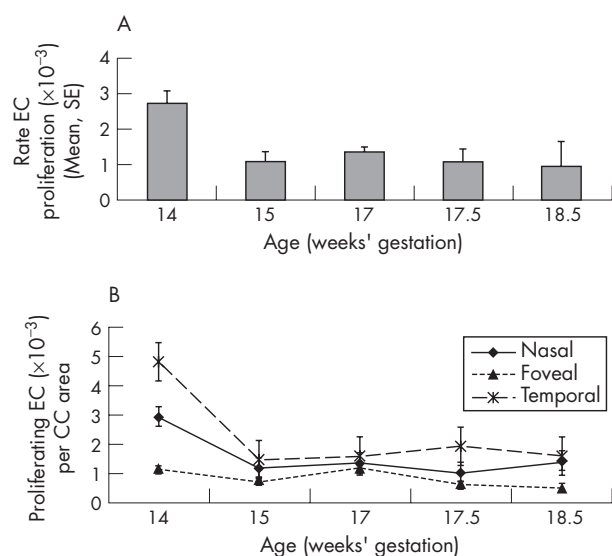 A
Rate EC
proliferation (×10⁻³)
(Mean, SE)
4
3
2
1
0
14 15 17 17.5 18.5
Age (weeks' gestation)
B
Proliferating EC (×10⁻³)
per CC area
6
5
4
3
2
1
0
Nasal
Foveal
Temporal
14 15 17 17.5 18.5
Age (weeks' gestation)